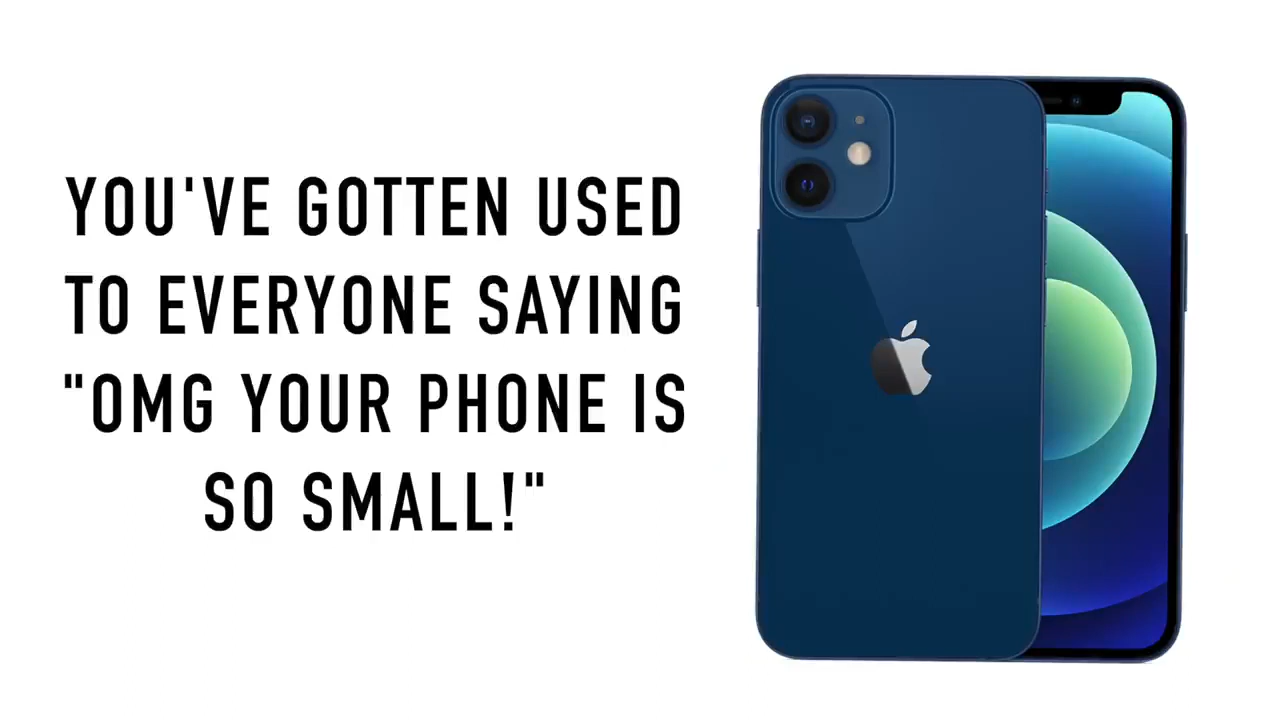 YOU'VE GOTTEN USED
TO EVERYONE SAYING
"OMG YOUR PHONE IS
SO SMALL!"